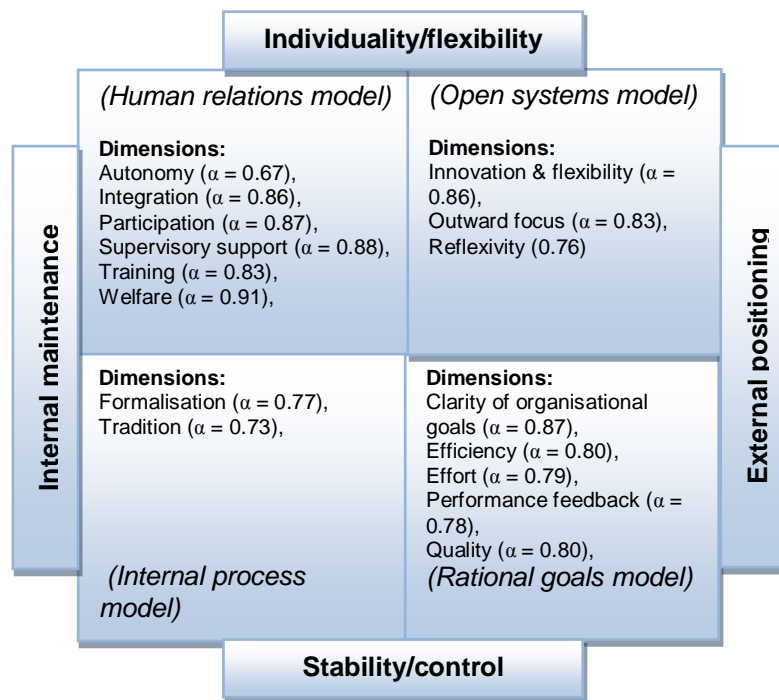 Individuality/flexibility
(Human relations model)
Dimensions:
Autonomy (α = 0.67),
Integration (α = 0.86),
Participation (α = 0.87),
Supervisory support (α = 0.88),
Training (α = 0.83),
Welfare (α = 0.91),
(Open systems model)
Dimensions:
Innovation & flexibility (α =
0.86),
Outward focus (α = 0.83),
Reflexivity (0.76)
Internal maintenance
External positioning
Dimensions:
Formalisation (α = 0.77),
Tradition (α = 0.73),
(Internal process
model)
Dimensions:
Clarity of organisational
goals (α = 0.87),
Efficiency (α = 0.80),
Effort (α = 0.79),
Performance feedback (α =
0.78),
Quality (α = 0.80),
(Rational goals model)
Stability/control